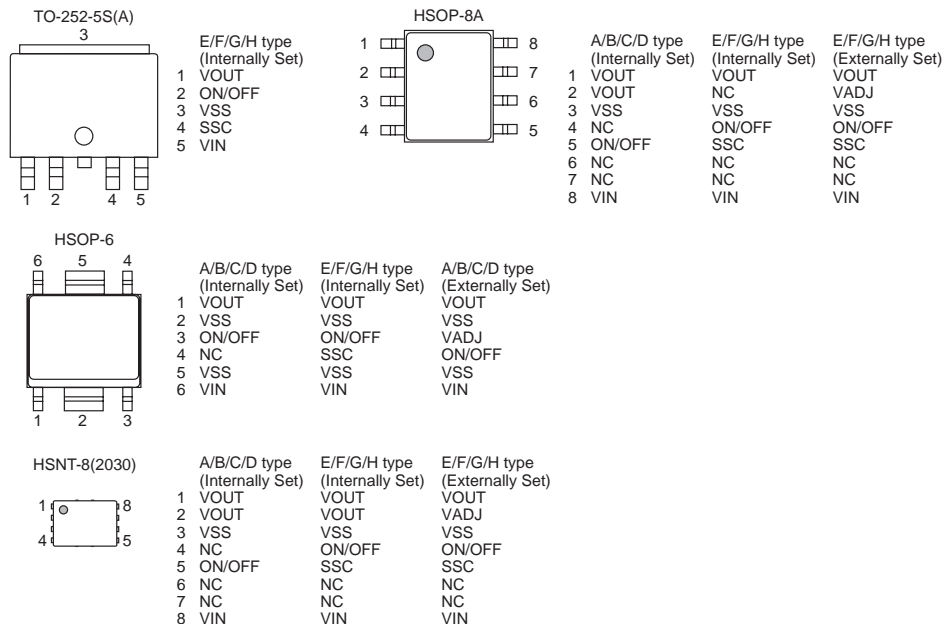 TO-252-5S(A)
3
1 2 4 5
E/F/G/H type
(Internally Set)
1 VOUT
2 ON/OFF
3 VSS
4 SSC
5 VIN
HSOP-8A
1 8
2 7
3 6
4 5
A/B/C/D type E/F/G/H type E/F/G/H type
(Internally Set) (Internally Set) (Externally Set)
1 VOUT VOUT VOUT
2 VOUT NC VADJ
3 VSS VSS VSS
4 NC ON/OFF ON/OFF
5 ON/OFF SSC SSC
6 NC NC NC
7 NC NC NC
8 VIN VIN VIN
HSOP-6
6 5 4
1 2 3
A/B/C/D type E/F/G/H type A/B/C/D type
(Internally Set) (Internally Set) (Externally Set)
1 VOUT VOUT VOUT
2 VSS VSS VSS
3 ON/OFF ON/OFF VADJ
4 NC SSC ON/OFF
5 VSS VSS VSS
6 VIN VIN VIN
HSNT-8(2030)
1 8
4 5
A/B/C/D type E/F/G/H type E/F/G/H type
(Internally Set) (Internally Set) (Externally Set)
1 VOUT VOUT VOUT
2 VOUT VOUT VADJ
3 VSS VSS VSS
4 NC ON/OFF ON/OFF
5 ON/OFF SSC SSC
6 NC NC NC
7 NC NC NC
8 VIN VIN VIN